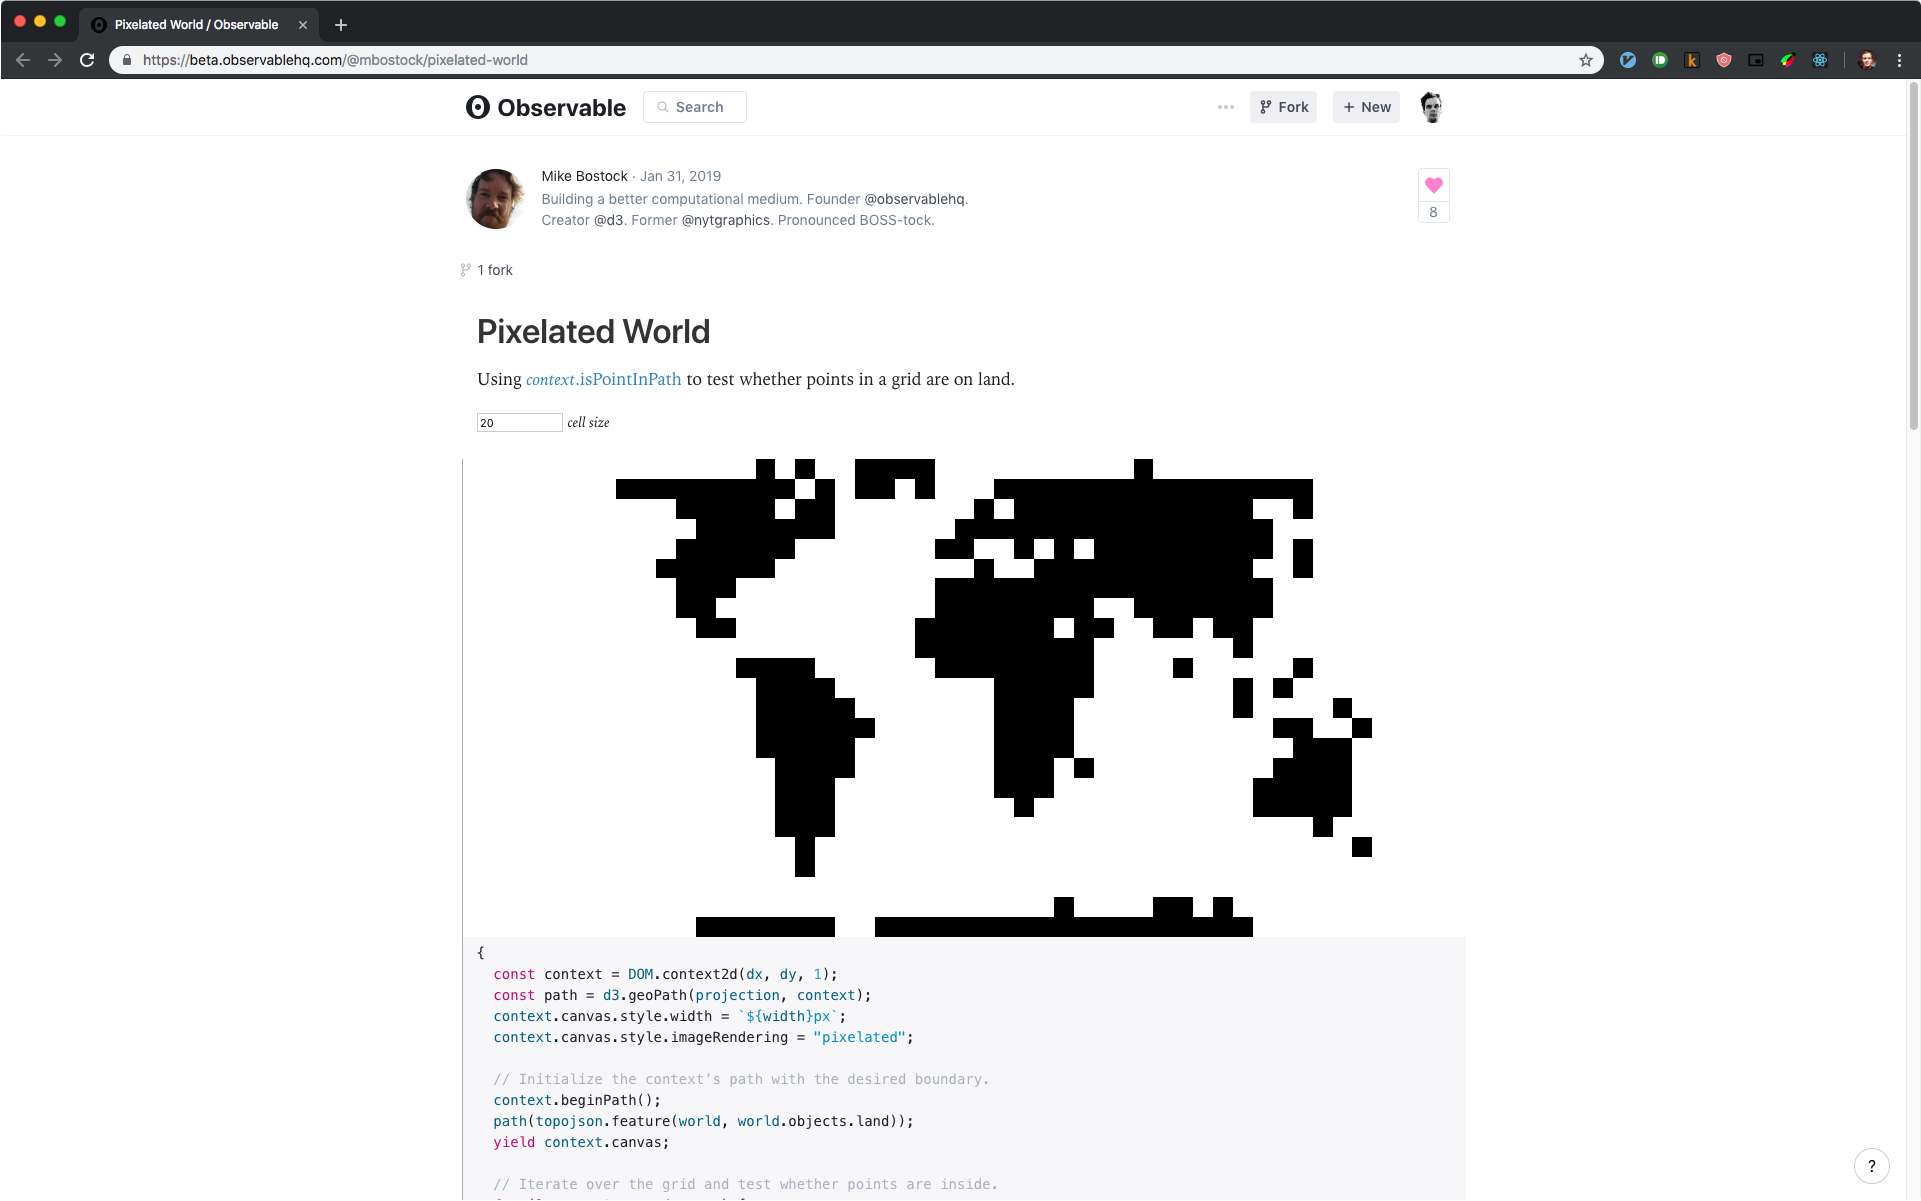 Pixelated World / Observable
https://beta.observablehq.com/@mbostock/pixelated-world
Observable
Search
Fork
+ New
Mike Bostock · Jan 31, 2019
Building a better computational medium. Founder @observablehq.
Creator @d3. Former @nytgraphics. Pronounced BOSS-tock.
8
1 fork
Pixelated World
Using context.isPointInPath to test whether points in a grid are on land.
20 cell size
{
  const context = DOM.context2d(dx, dy, 1);
  const path = d3.geoPath(projection, context);
  context.canvas.style.width = `${width}px`;
  context.canvas.style.imageRendering = "pixelated";
  // Initialize the context’s path with the desired boundary.
  context.beginPath();
  path(topojson.feature(world, world.objects.land));
  yield context.canvas;
  // Iterate over the grid and test whether points are inside.
?